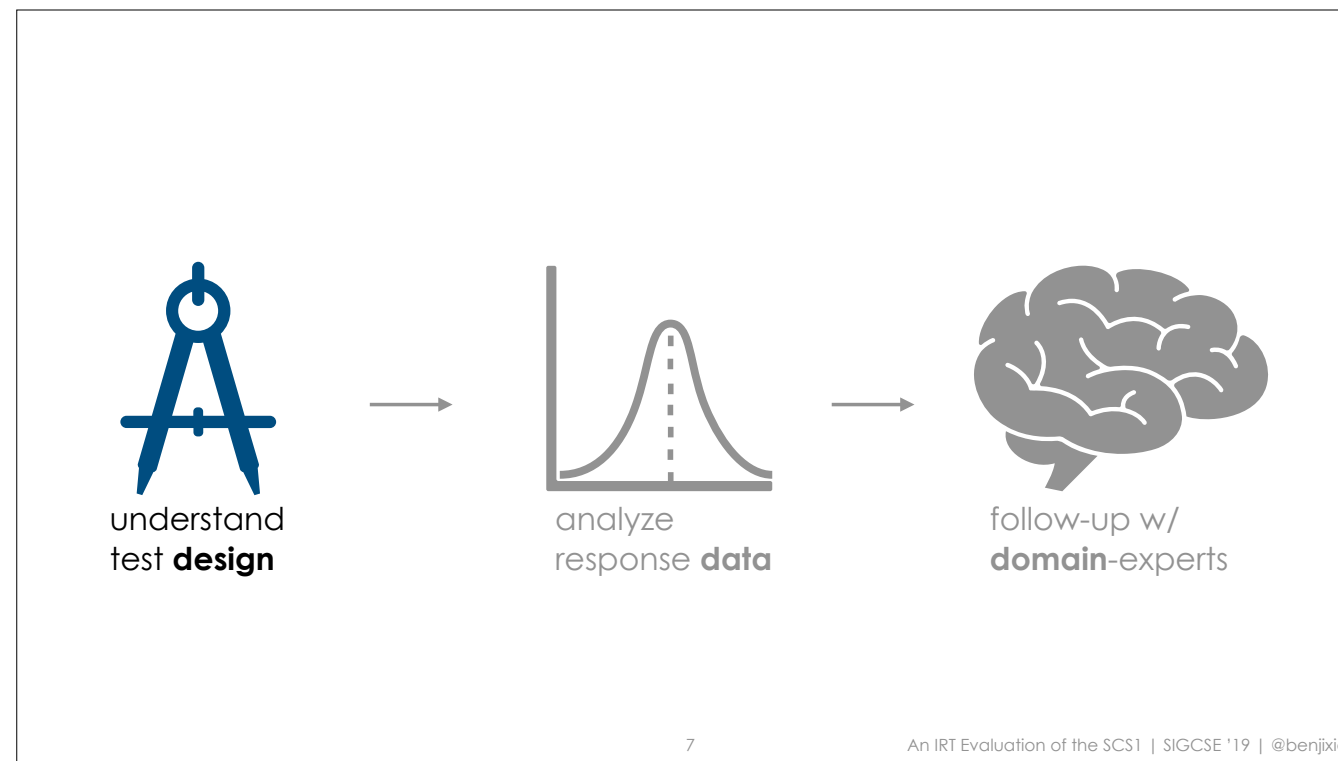 understand
test design
analyze
response data
follow-up w/
domain-experts
7
An IRT Evaluation of the SCS1 | SIGCSE '19 |